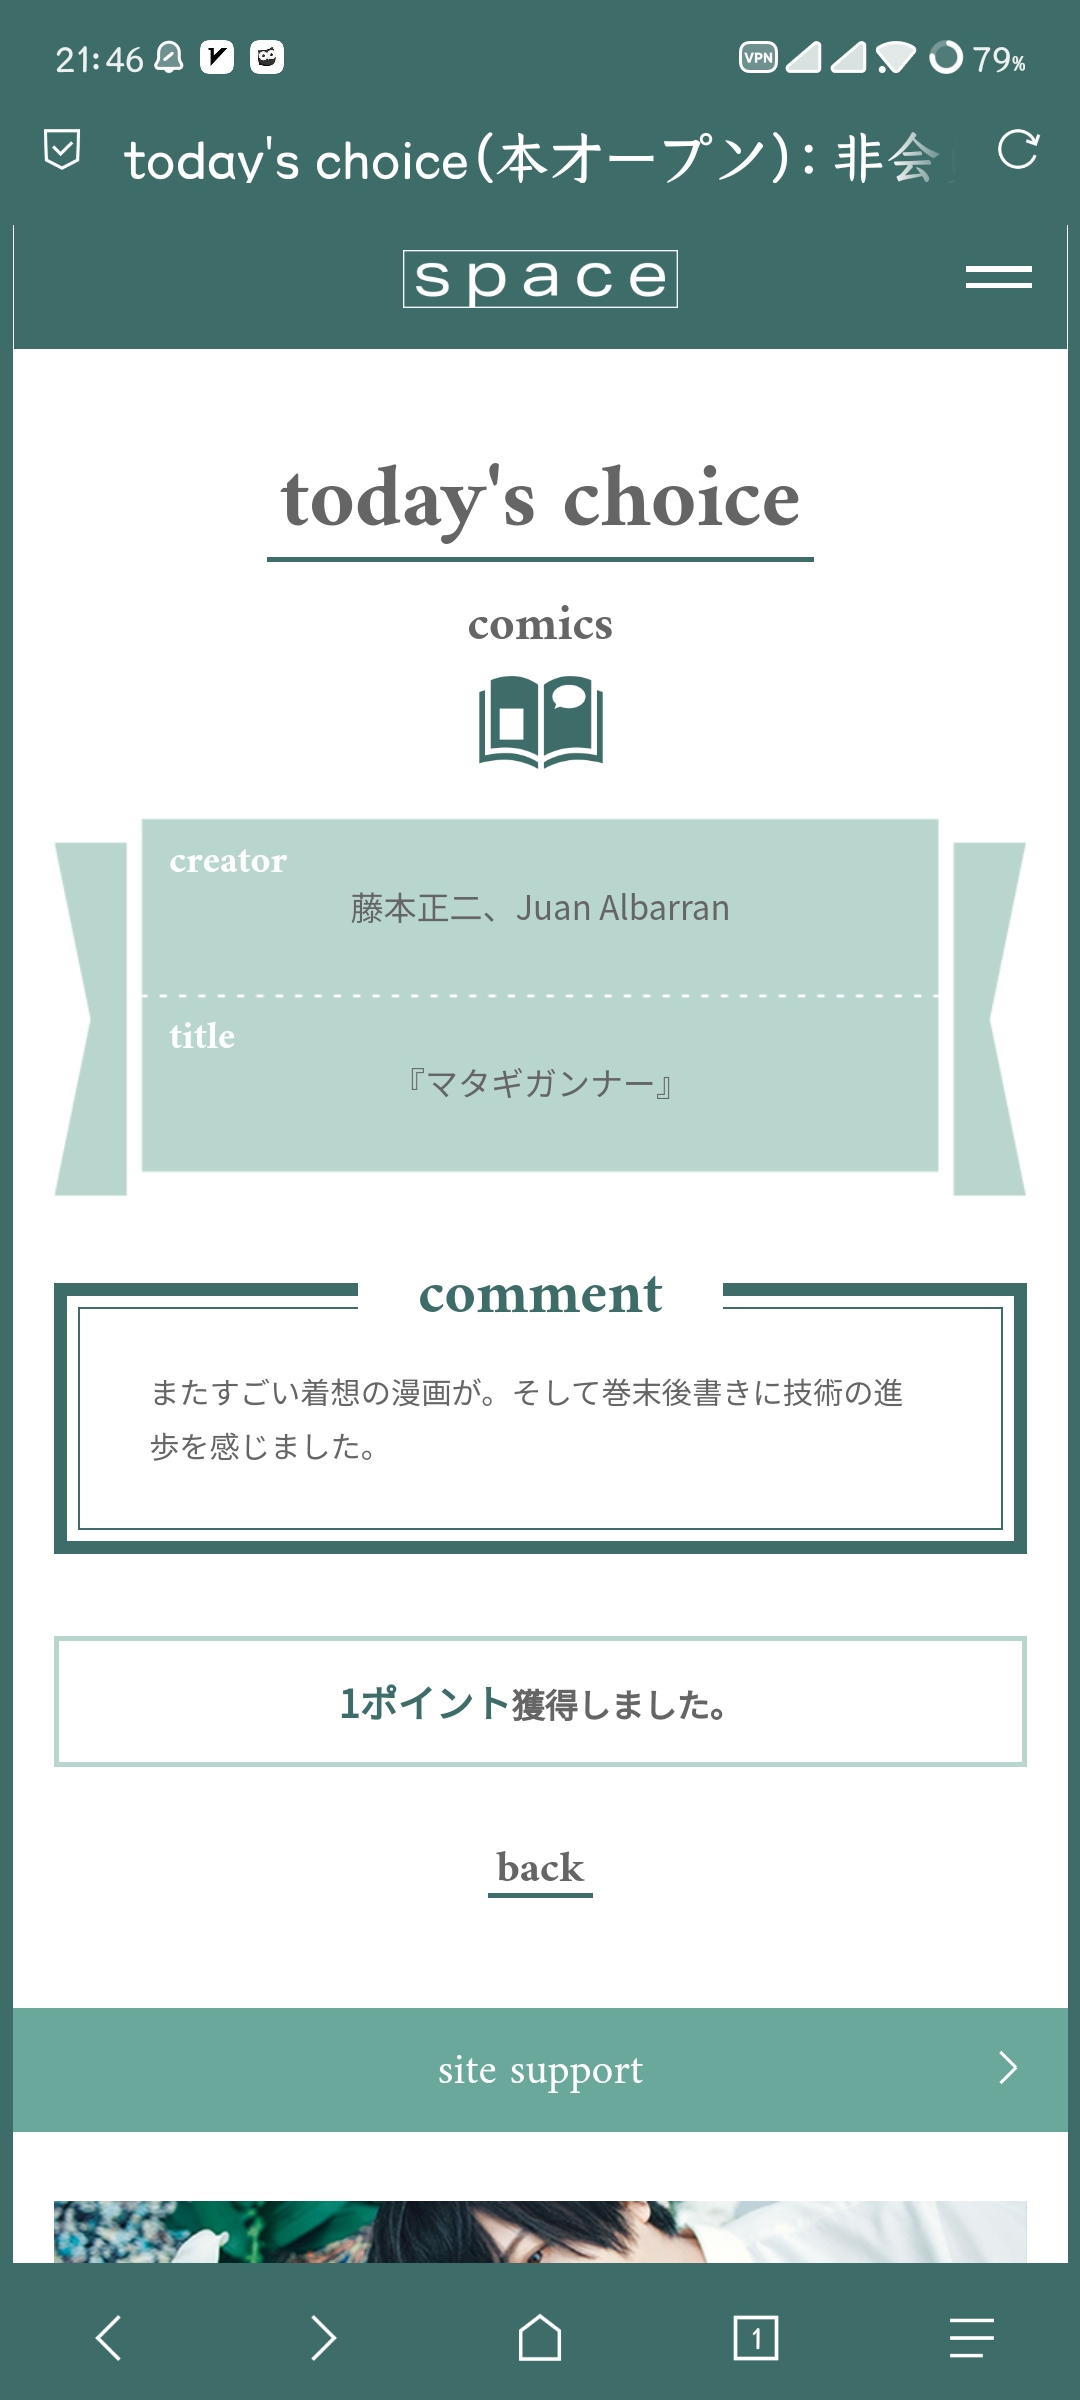 21:46
VPN
79%
today's choice(本オープン): 非会
space
today's choice
comics
creator
藤本正二、Juan Albarran
title
『マタギガンナー』
comment
またすごい着想の漫画が。そして巻末後書きに技術の進
歩を感じました。
1ポイント獲得しました。
back
site support
1